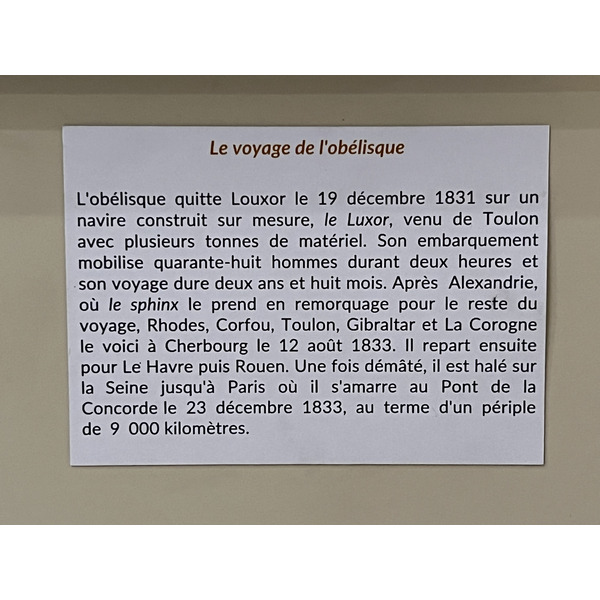 Le voyage de l'obélisque
L'obélisque quitte Louxor le 19 décembre 1831 sur un
navire construit sur mesure, le Luxor, venu de Toulon
avec plusieurs tonnes de matériel. Son embarquement
mobilise quarante-huit hommes durant deux heures et
son voyage dure deux ans et huit mois. Après Alexandrie,
où le sphinx le prend en remorquage pour le reste du
voyage, Rhodes, Corfou, Toulon, Gibraltar et La Corogne
le voici à Cherbourg le 12 août 1833. Il repart ensuite
pour Le Havre puis Rouen. Une fois démâté, il est halé sur
la Seine jusqu'à Paris où il s'amarre au Pont de la
Concorde le 23 décembre 1833, au terme d'un périple
de 9 000 kilomètres.